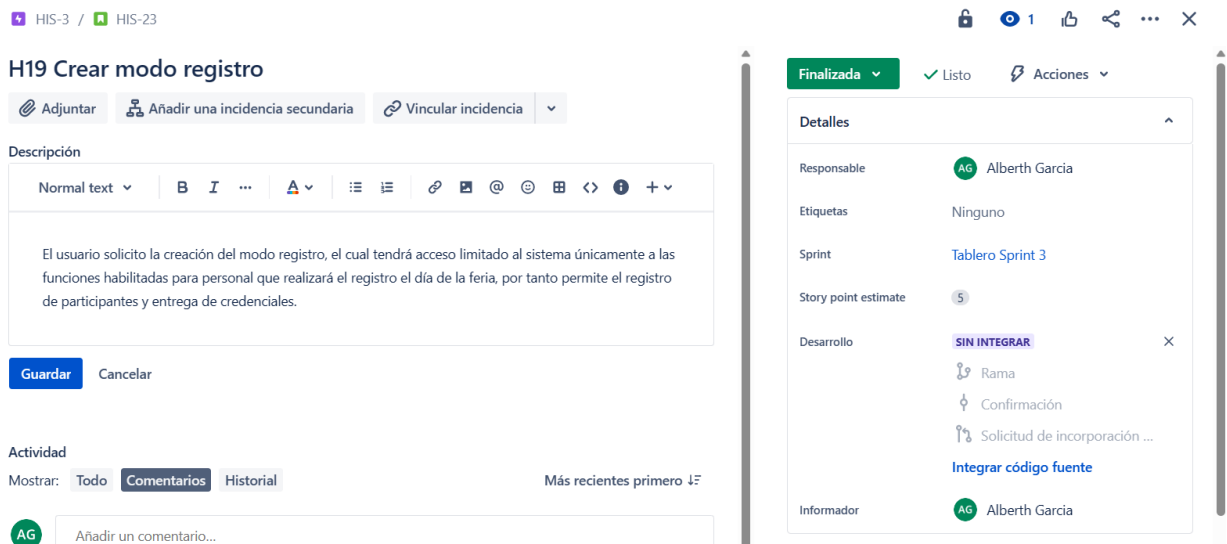 HIS-3 / HIS-23
1
H19 Crear modo registro
Adjuntar
Añadir una incidencia secundaria
Vincular incidencia
Descripción
Normal text
B I ... A
El usuario solicito la creación del modo registro, el cual tendrá acceso limitado al sistema únicamente a las
funciones habilitadas para personal que realizará el registro el día de la feria, por tanto permite el registro
de participantes y entrega de credenciales.
Guardar
Cancelar
Actividad
Mostrar: Todo Comentarios Historial
Más recientes primero
AG
Añadir un comentario...
Finalizada
Listo
Acciones
Detalles
Responsable
AG Alberth Garcia
Etiquetas
Ninguno
Sprint
Tablero Sprint 3
Story point estimate
5
Desarrollo
SIN INTEGRAR
Rama
Confirmación
Solicitud de incorporación ...
Integrar código fuente
Informador
AG Alberth Garcia